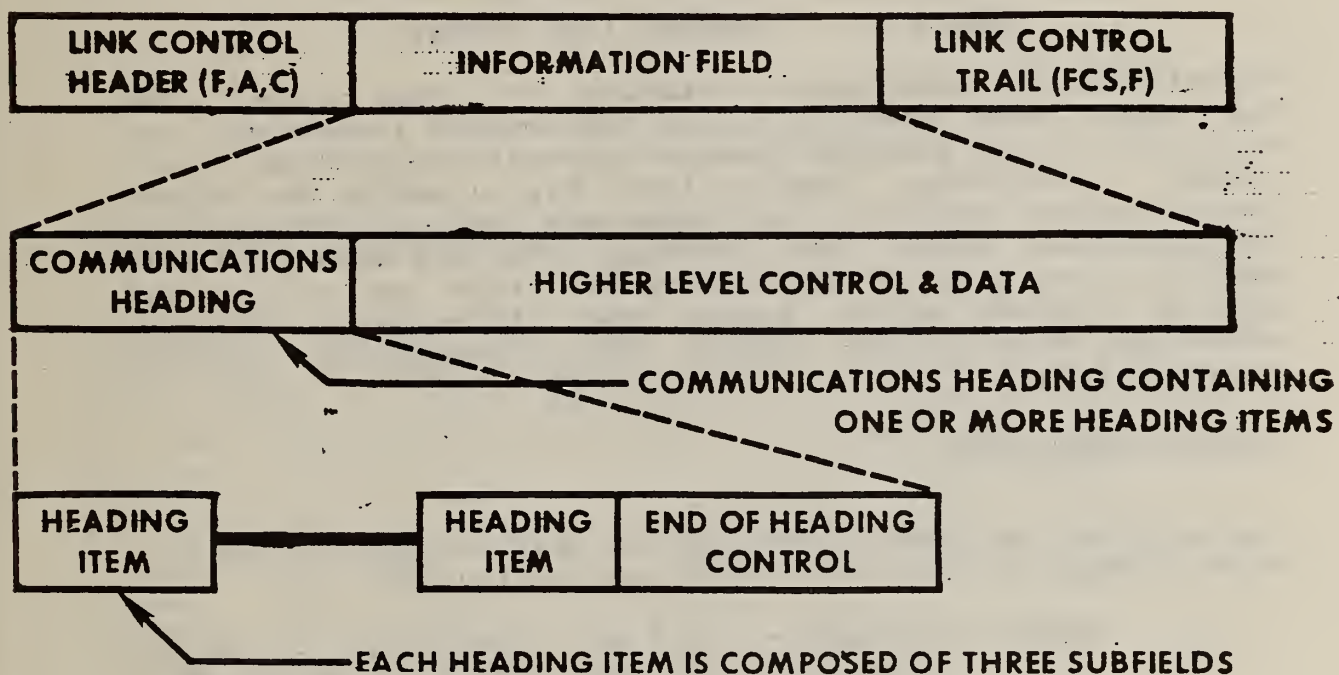 LINK CONTROL
HEADER (F,A,C)
INFORMATION FIELD
LINK CONTROL
TRAIL (FCS,F)
COMMUNICATIONS
HEADING
HIGHER LEVEL CONTROL & DATA
COMMUNICATIONS HEADING CONTAINING
ONE OR MORE HEADING ITEMS
HEADING
ITEM
HEADING
ITEM
END OF HEADING
CONTROL
EACH HEADING ITEM IS COMPOSED OF THREE SUBFIELDS